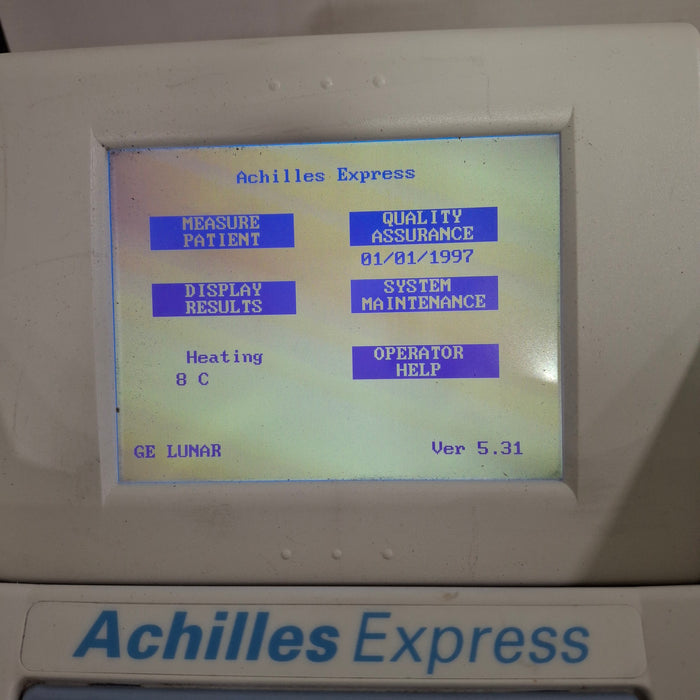 Achilles Express
MEASURE
PATIENT
QUALITY
ASSURANCE
01/01/1997
DISPLAY
RESULTS
SYSTEM
MAINTENANCE
Heating
8 C
OPERATOR
HELP
GE LUNAR
Ver 5.31
Achilles Express